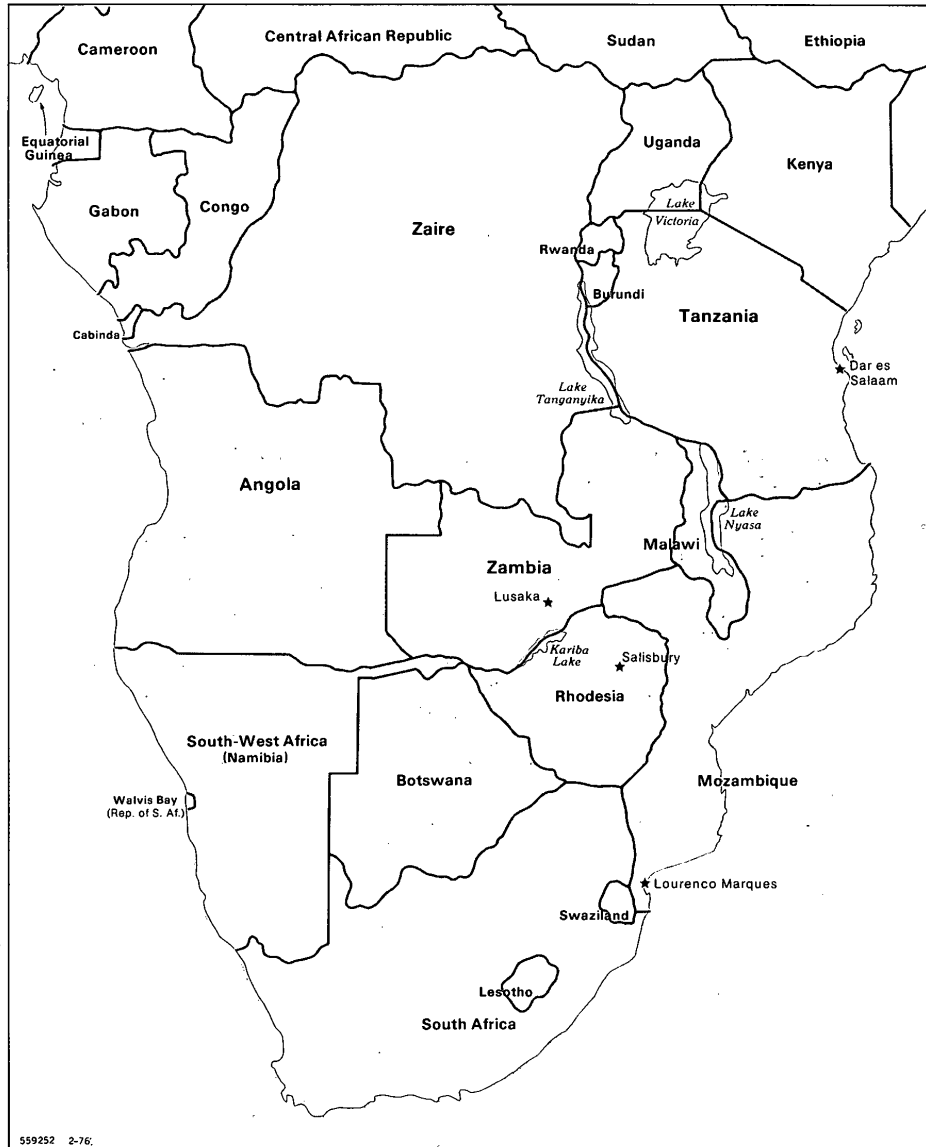 Cameroon
Central African Republic
Sudan
Ethiopia
Equatorial
Guinea
Gabon
Congo
Zaire
Uganda
Kenya
Lake
Victoria
Rwanda
Burundi
Tanzania
Cabinda
Dar es
Salaam
Lake
Tanganyika
Angola
Lake
Nyasa
Malawi
Zambia
Lusaka
Kariba
Lake
Salisbury
Rhodesia
South-West Africa
(Namibia)
Botswana
Mozambique
Walvis Bay
(Rep. of S. Af.)
Lourenco Marques
Swaziland
Lesotho
South Africa
559252 2-76